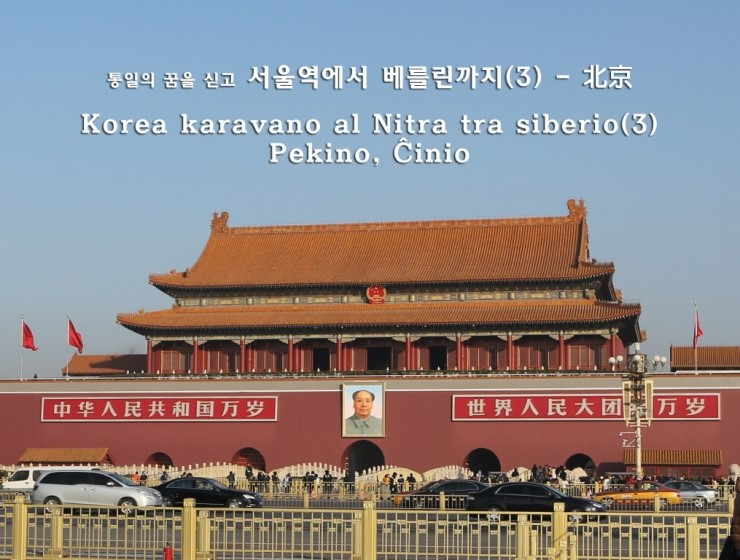 통일의 꿈을 싣고 서울역에서 베를린까지(3) - 北京
Korea karavano al Nitra tra siberio(3)
Pekino, Ĉinio
中华人民共和国万岁
世界人民大团 万岁